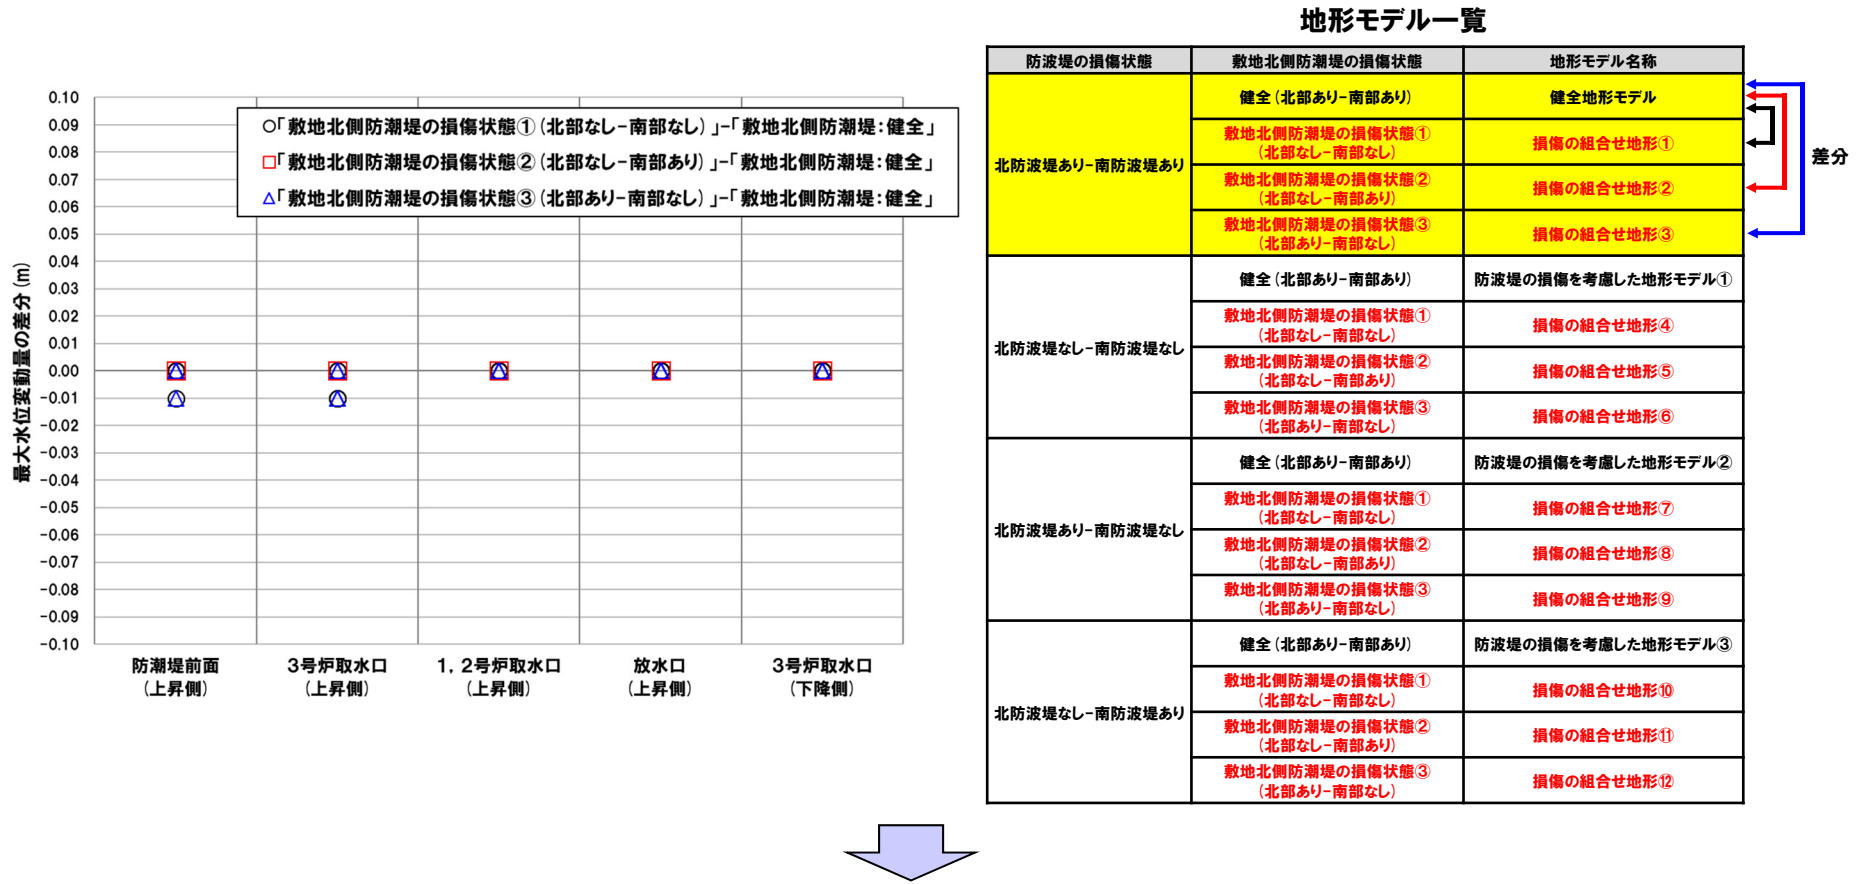 地形モデル一覧
0.10
0.09
0.08
0.07
0.06
0.05
0.04
0.03
0.02
0.01
0.00
-0.01
-0.02
-0.03
-0.04
-0.05
-0.06
-0.07
-0.08
-0.09
-0.10
最大水位変動量の差分(m)
○「敷地北側防潮堤の損傷状態①(北部なし-南部なし)」-「敷地北側防潮堤:健全」
□「敷地北側防潮堤の損傷状態②(北部なし-南部あり)」-「敷地北側防潮堤:健全」
△「敷地北側防潮堤の損傷状態③(北部あり-南部なし)」-「敷地北側防潮堤:健全」
防潮堤前面
(上昇側)
3号炉取水口
(上昇側)
1,2号炉取水口
(上昇側)
放水口
(上昇側)
3号炉取水口
(下降側)
防波堤の損傷状態
敷地北側防潮堤の損傷状態
地形モデル名称
北防波堤あり-南防波堤あり
健全(北部あり-南部あり)
健全地形モデル
敷地北側防潮堤の損傷状態①
(北部なし-南部なし)
損傷の組合せ地形①
敷地北側防潮堤の損傷状態②
(北部なし-南部あり)
損傷の組合せ地形②
敷地北側防潮堤の損傷状態③
(北部あり-南部なし)
損傷の組合せ地形③
差分
北防波堤なし-南防波堤なし
健全(北部あり-南部あり)
防波堤の損傷を考慮した地形モデル①
敷地北側防潮堤の損傷状態①
(北部なし-南部なし)
損傷の組合せ地形④
敷地北側防潮堤の損傷状態②
(北部なし-南部あり)
損傷の組合せ地形⑤
敷地北側防潮堤の損傷状態③
(北部あり-南部なし)
損傷の組合せ地形⑥
北防波堤あり-南防波堤なし
健全(北部あり-南部あり)
防波堤の損傷を考慮した地形モデル②
敷地北側防潮堤の損傷状態①
(北部なし-南部なし)
損傷の組合せ地形⑦
敷地北側防潮堤の損傷状態②
(北部なし-南部あり)
損傷の組合せ地形⑧
敷地北側防潮堤の損傷状態③
(北部あり-南部なし)
損傷の組合せ地形⑨
北防波堤なし-南防波堤あり
健全(北部あり-南部あり)
防波堤の損傷を考慮した地形モデル③
敷地北側防潮堤の損傷状態①
(北部なし-南部なし)
損傷の組合せ地形⑩
敷地北側防潮堤の損傷状態②
(北部なし-南部あり)
損傷の組合せ地形⑪
敷地北側防潮堤の損傷状態③
(北部あり-南部なし)
損傷の組合せ地形⑫